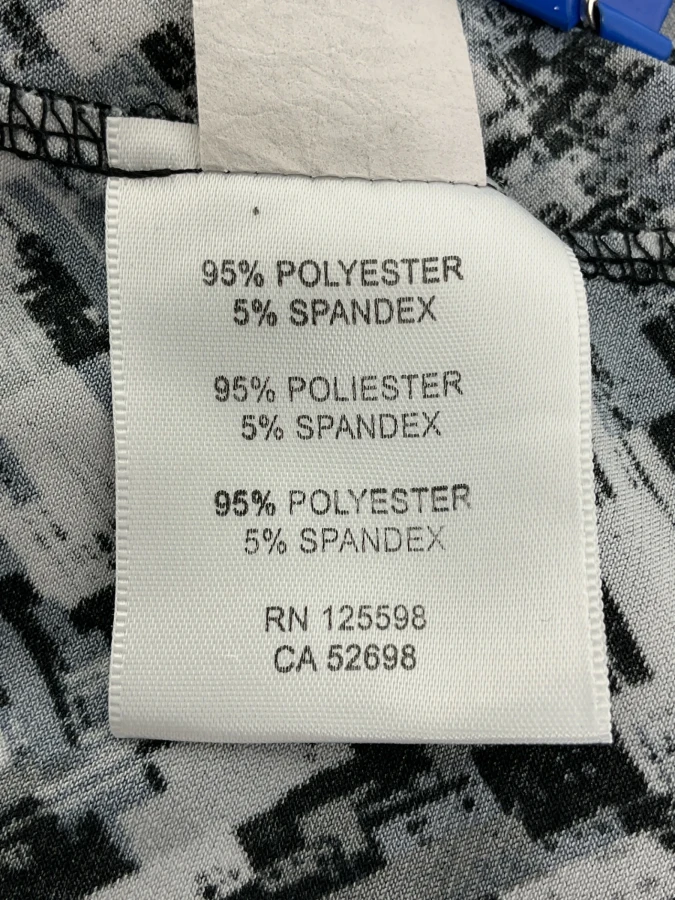 95% POLYESTER
5% SPANDEX
95% POLIESTER
5% SPANDEX
95% POLYESTER
5% SPANDEX
RN 125598
CA 52698